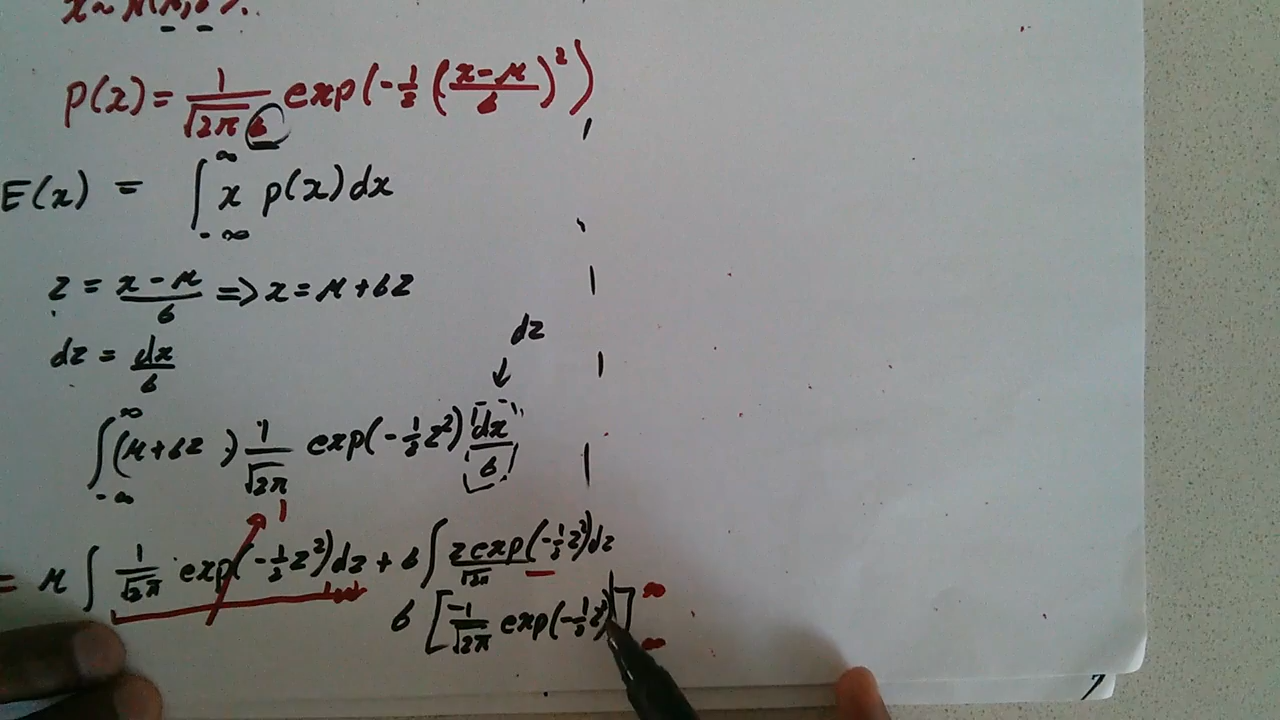 x ~ N(μ, σ).
p(x) = 1/(√2π σ) exp(-1/2 ((x-μ)/σ)²)
E(x) = ∫_{-∞}^{∞} x p(x) dx
z = (x-μ)/σ => x = μ + σz
dz = dx/σ
dz
↓
∫_{-∞}^{∞} (μ + σz) 1/√2π exp(-1/2 z²) dx/σ
1
= μ ∫ 1/√2π exp(-1/2 z²) dz + σ ∫ z exp(-1/2 z²)/√2π dz
σ [-1/√2π exp(-1/2 z²)]
7